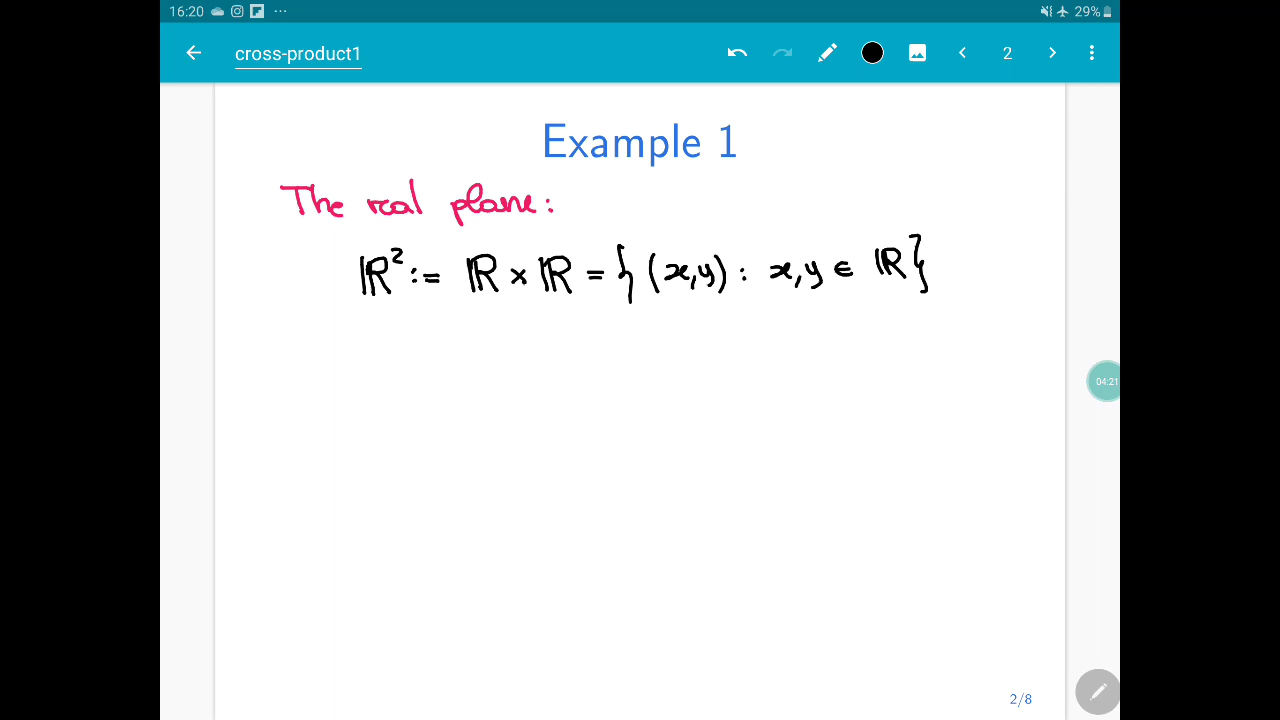 16:20 ... 29%
cross-product1 2
Example 1
The real plane:
ℝ² := ℝ × ℝ = { (x,y) : x,y ∈ ℝ }
04:21
2/8